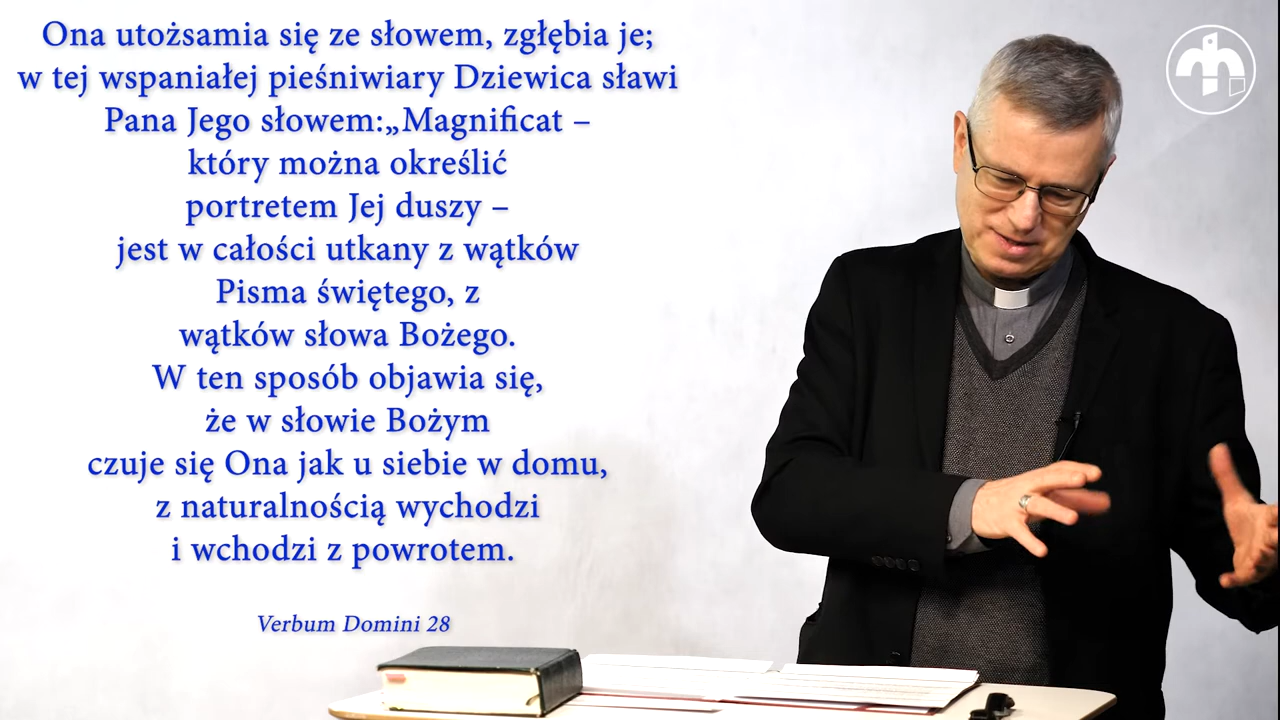 Ona utożsamia się ze słowem, zgłębia je;
w tej wspaniałej pieśniwiary Dziewica sławi
Pana Jego słowem:„Magnificat –
który można określić
portretem Jej duszy –
jest w całości utkany z wątków
Pisma świętego, z
wątków słowa Bożego.
W ten sposób objawia się,
że w słowie Bożym
czuje się Ona jak u siebie w domu,
z naturalnością wychodzi
i wchodzi z powrotem.
Verbum Domini 28